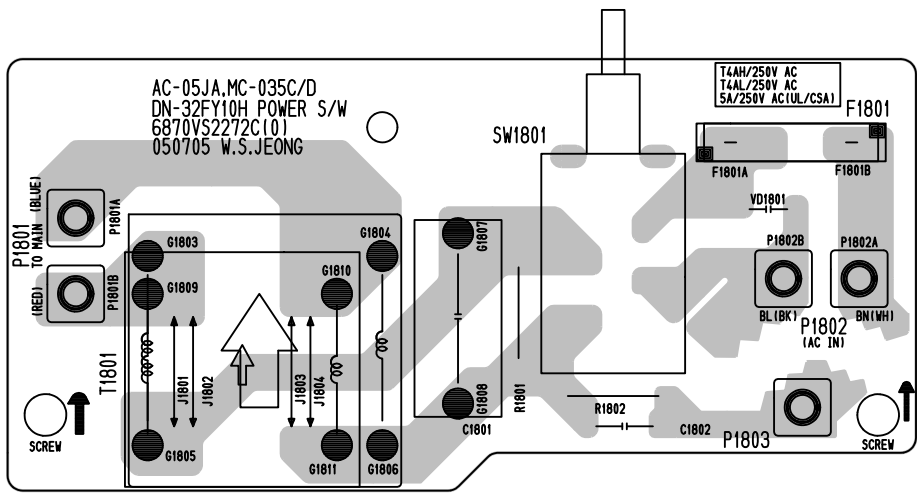 AC-05JA,MC-035C/D
DN-32FY10H POWER S/W
6870VS2272C(0)
050705 W.S.JEONG
T4AH/250V AC
T4AL/250V AC
5A/250V AC(UL/CSA)
F1801
SW1801
F1801A
F1801B
VD1801
P1801
TO MAIN (BLUE)
(RED)
P1801A
P1801B
G1803
G1804
G1807
G1809
G1810
P1802B
P1802A
BL(BK)
BN(WH)
P1802
(AC IN)
T1801
J1801
J1802
J1803
J1804
G1808
R1801
R1802
C1801
C1802
P1803
SCREW
SCREW
G1805
G1811
G1806